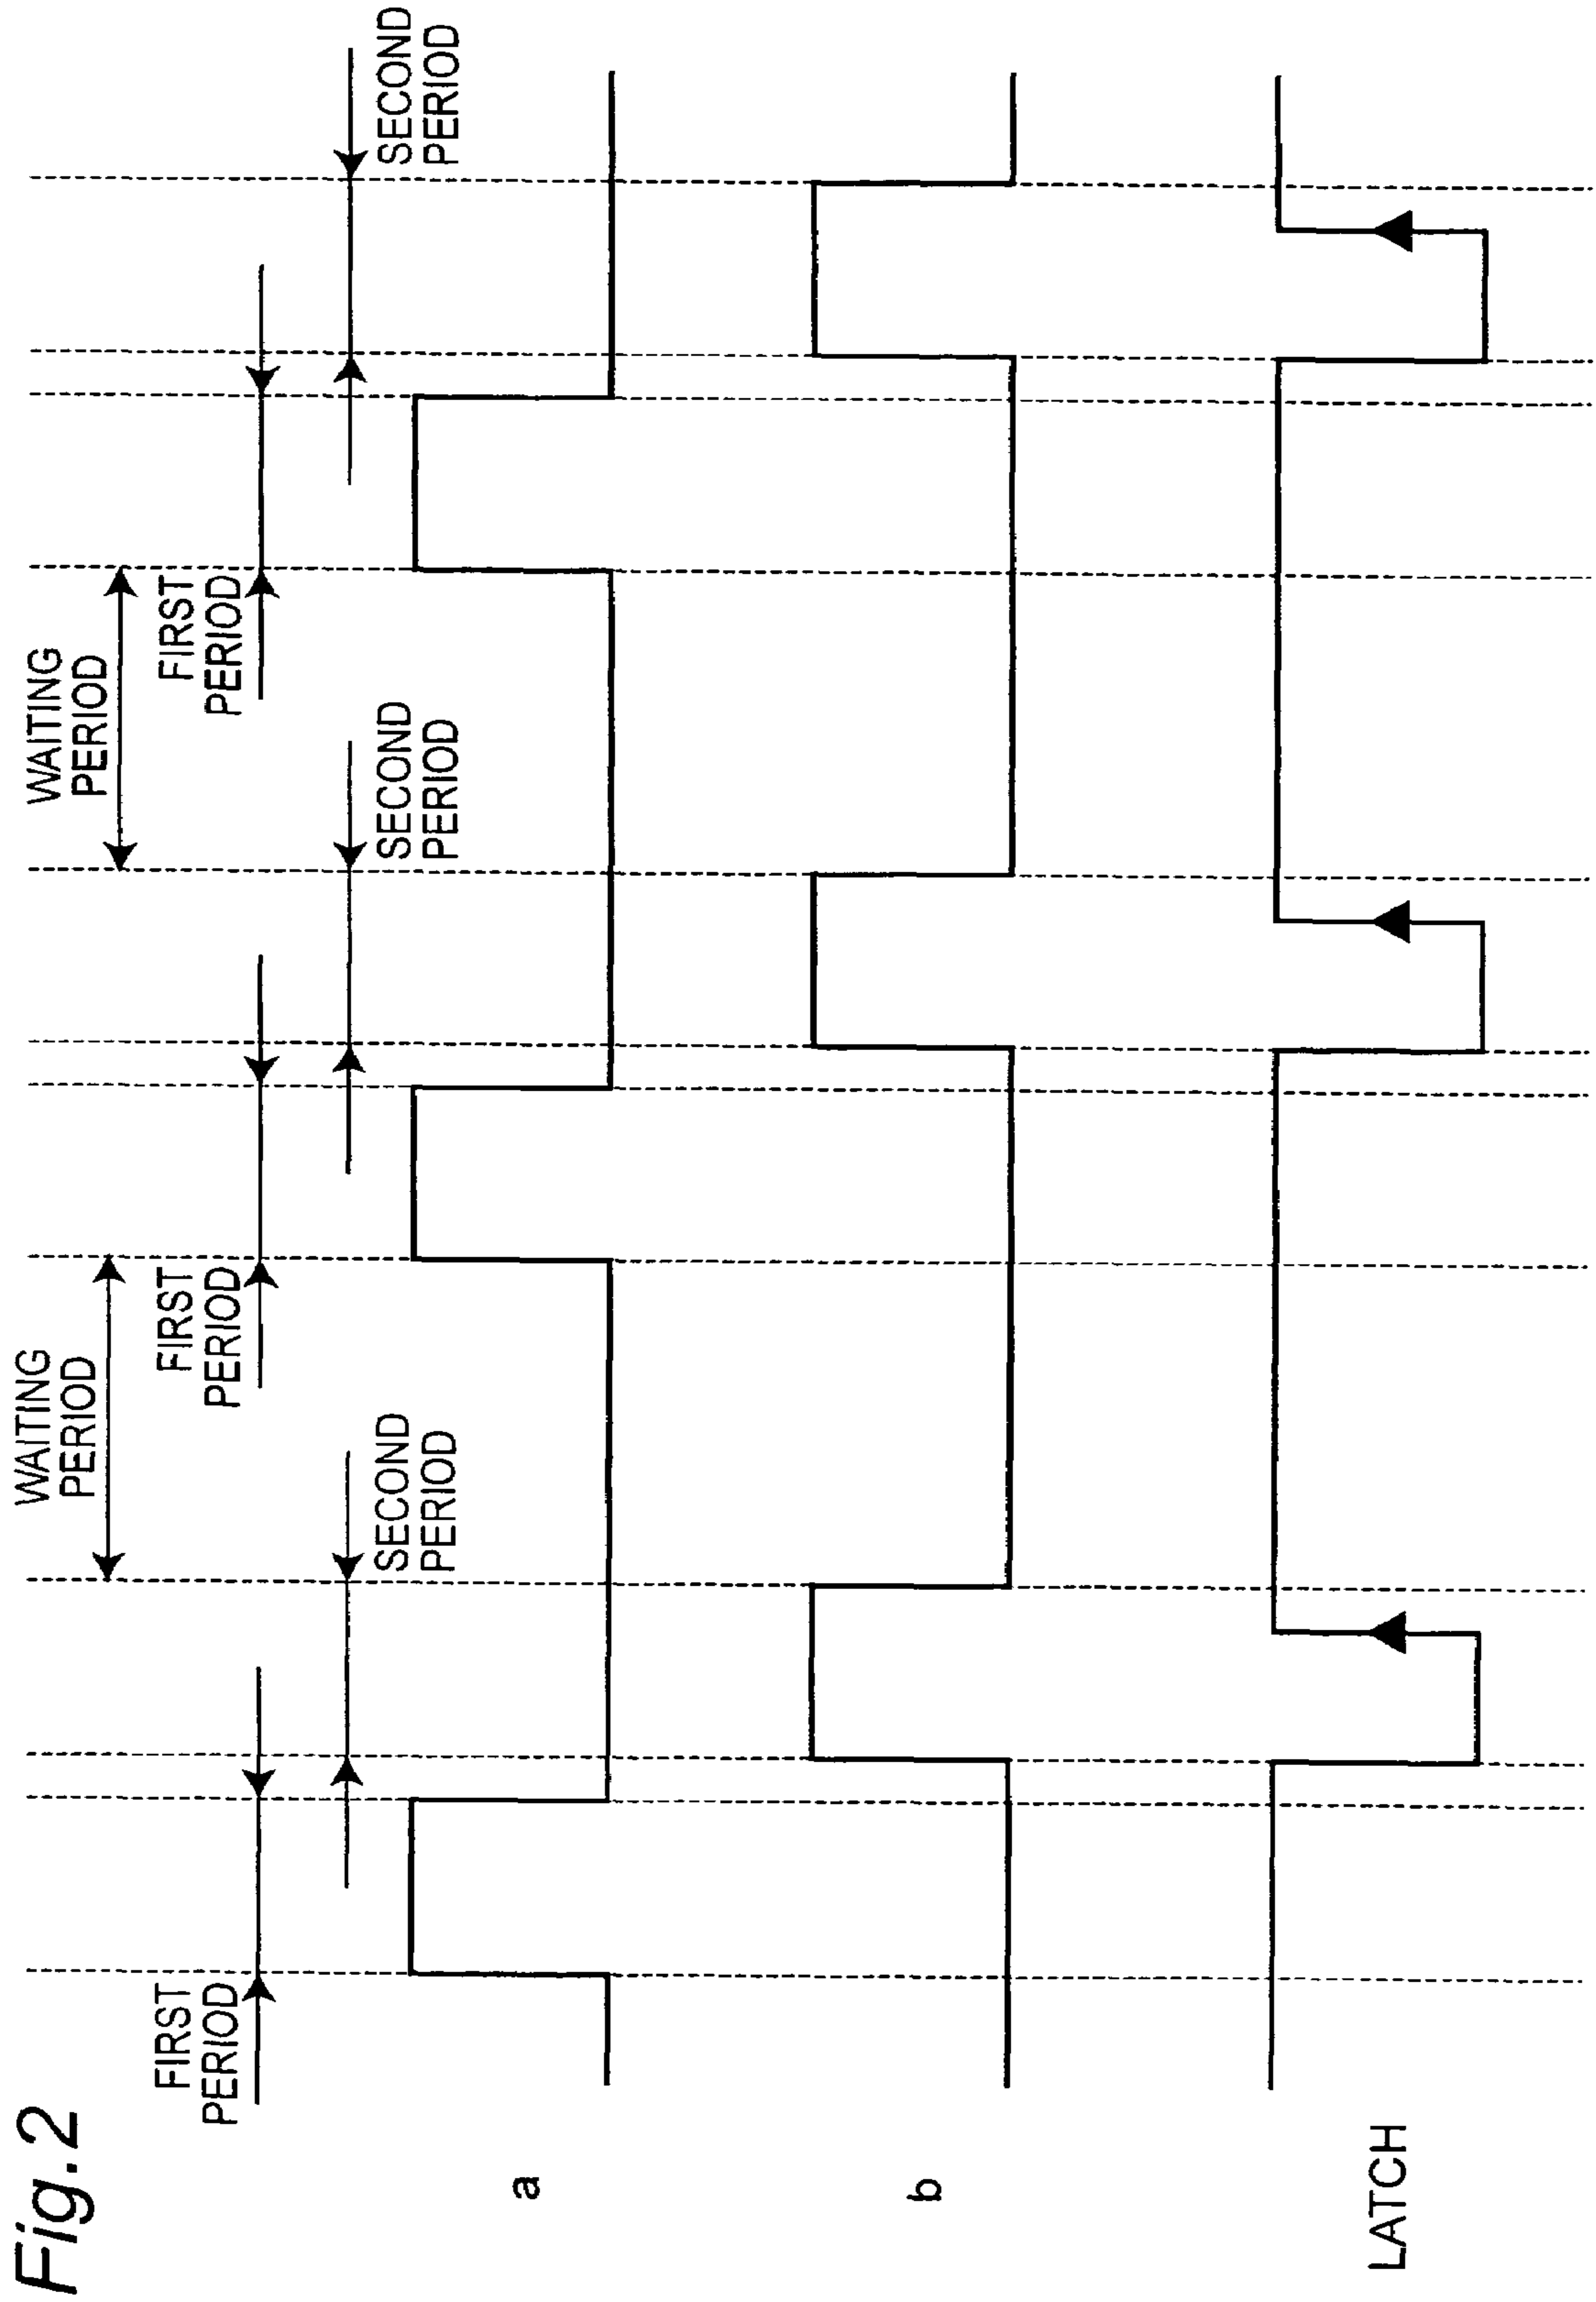 Fig.2
WAITING
PERIOD
WAITING
PERIOD
FIRST
PERIOD
FIRST
PERIOD
FIRST
PERIOD
SECOND
PERIOD
SECOND
PERIOD
SECOND
PERIOD
a
b
LATCH